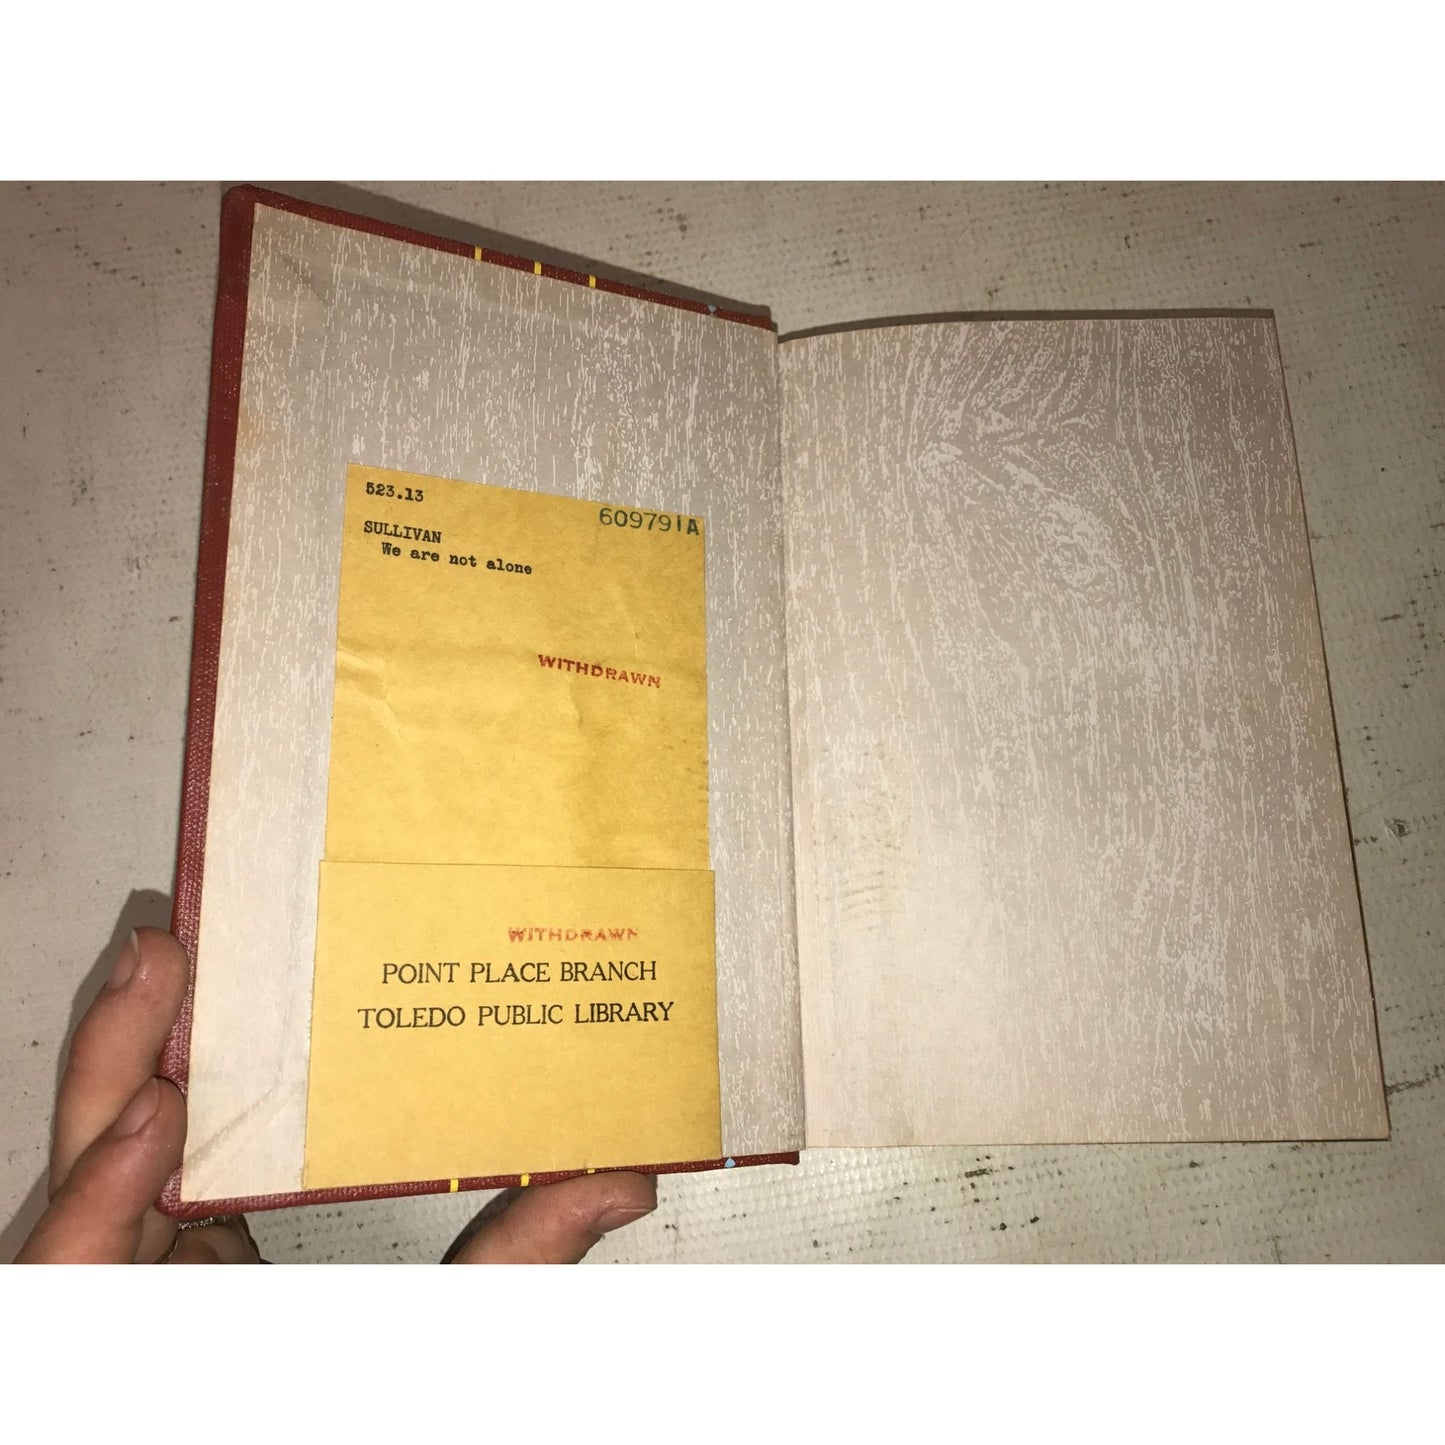 523.13
609791A
SULLIVAN
We are not alone
WITHDRAWN
WITHDRAWN
POINT PLACE BRANCH
TOLEDO PUBLIC LIBRARY